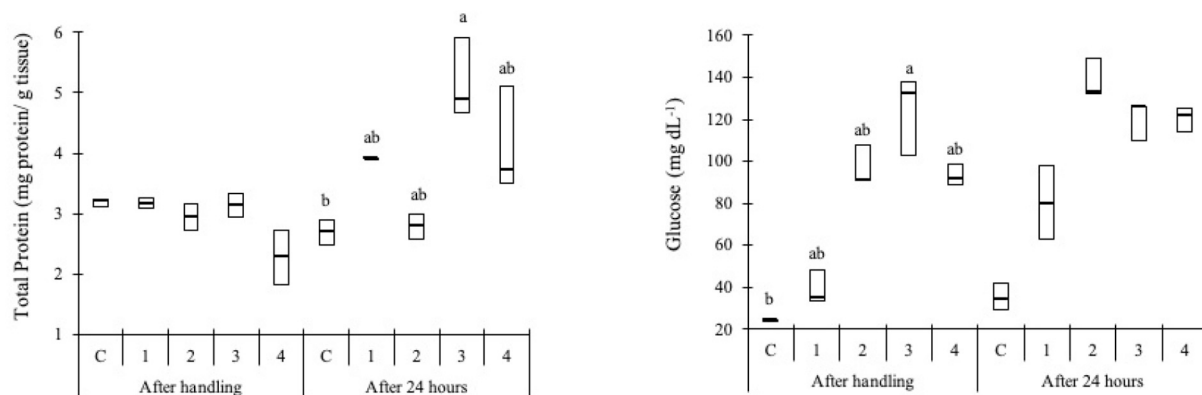 Total Protein (mg protein/ g tissue)
6
5
4
3
2
1
b
ab
ab
a
ab
C 1 2 3 4 C 1 2 3 4
After handling After 24 hours
Glucose (mg dL⁻¹)
160
140
120
100
80
60
40
20
b
ab
ab
a
ab
C 1 2 3 4 C 1 2 3 4
After handling After 24 hours